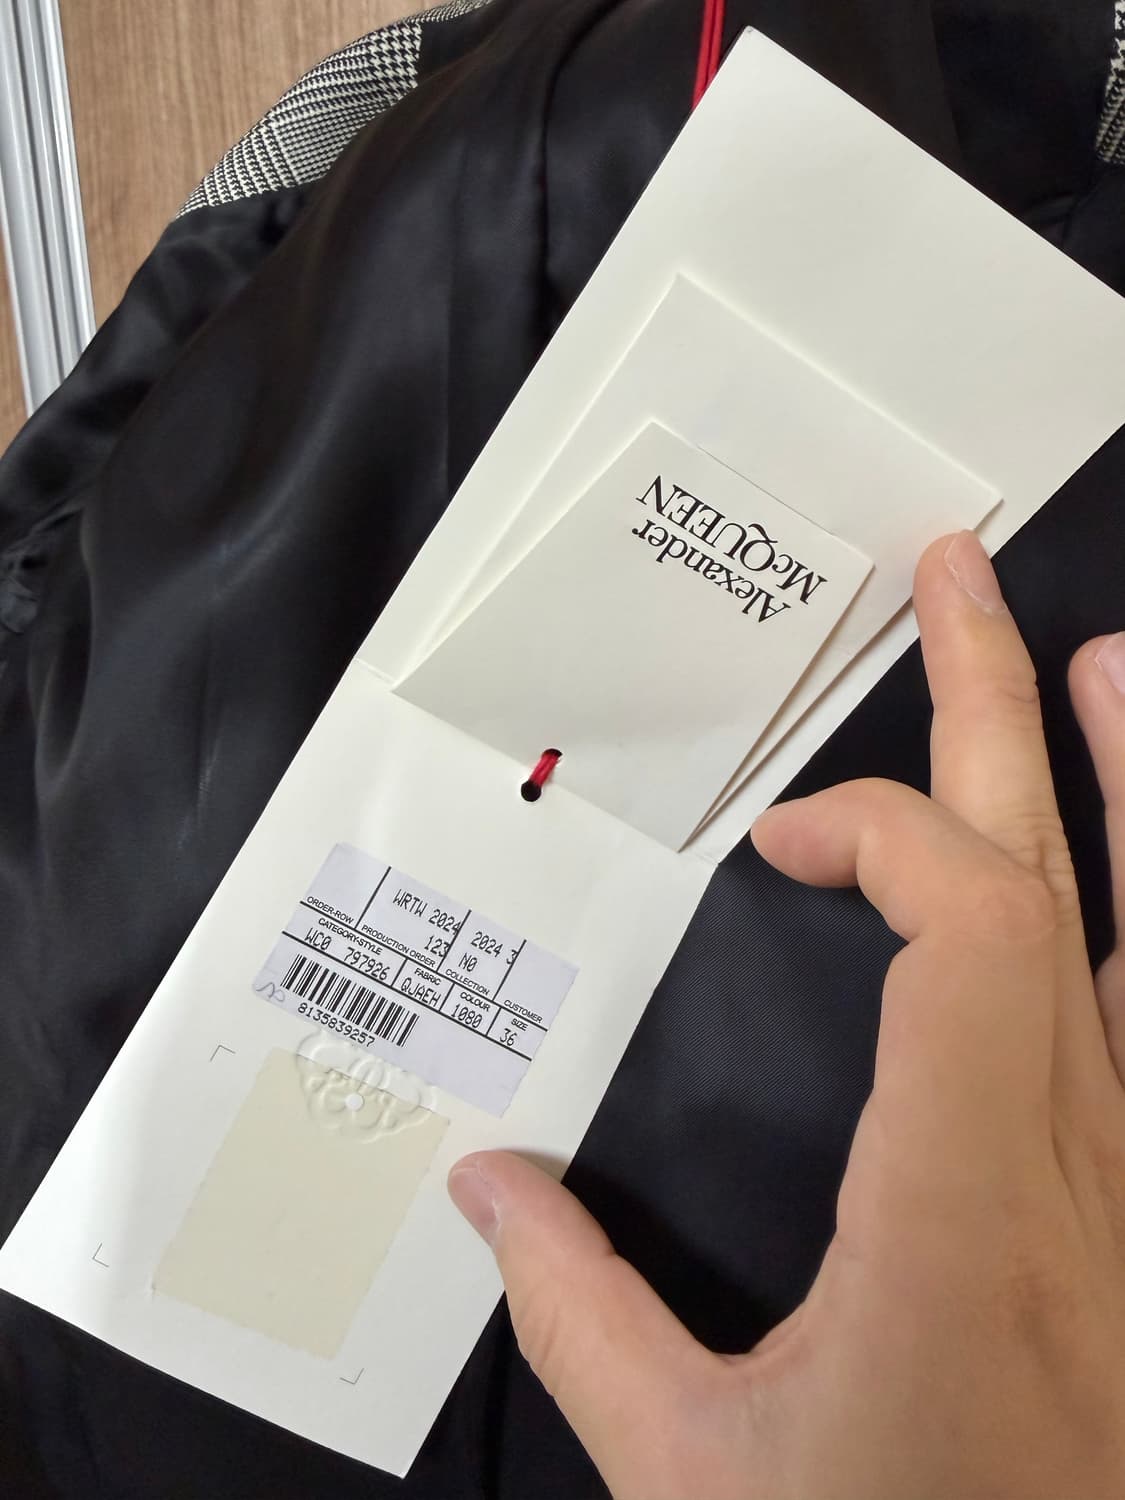 Alexander
McQUEEN
WRTW 2024
2024 3
123
N0
ORDER-ROW
PRODUCTION ORDER
COLLECTION
CUSTOMER
CATEGORY-STYLE
FABRIC
COLOUR
SIZE
WC0 797926
QJAEH
1080
36
8135839257